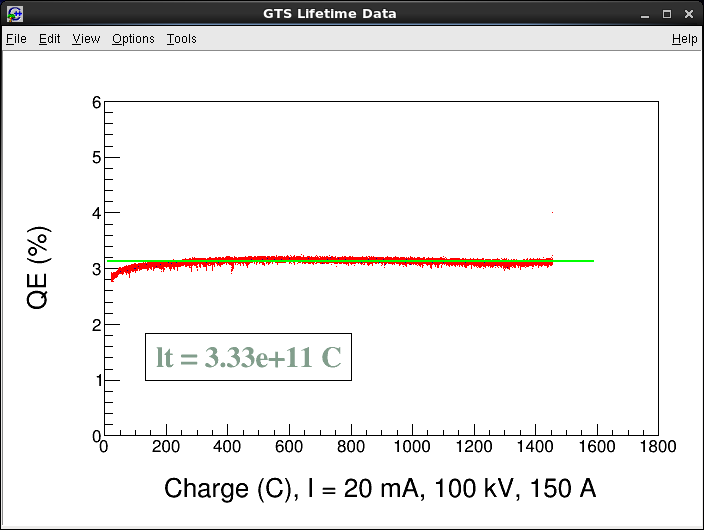 GTS Lifetime Data
File Edit View Options Tools Help
6
5
4
3
2
1
0
QE (%)
lt = 3.33e+11 C
0 200 400 600 800 1000 1200 1400 1600 1800
Charge (C), I = 20 mA, 100 kV, 150 A